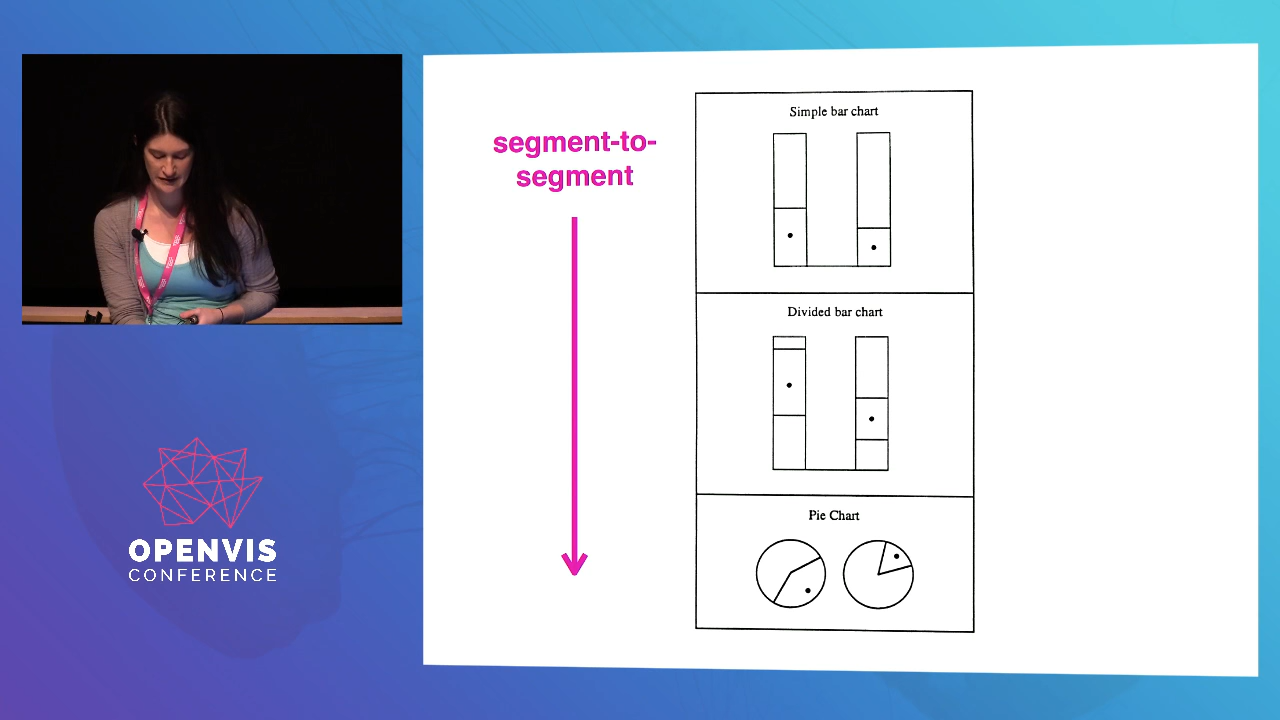 segment-to-
segment
Simple bar chart
Divided bar chart
Pie Chart
OPENVIS
CONFERENCE